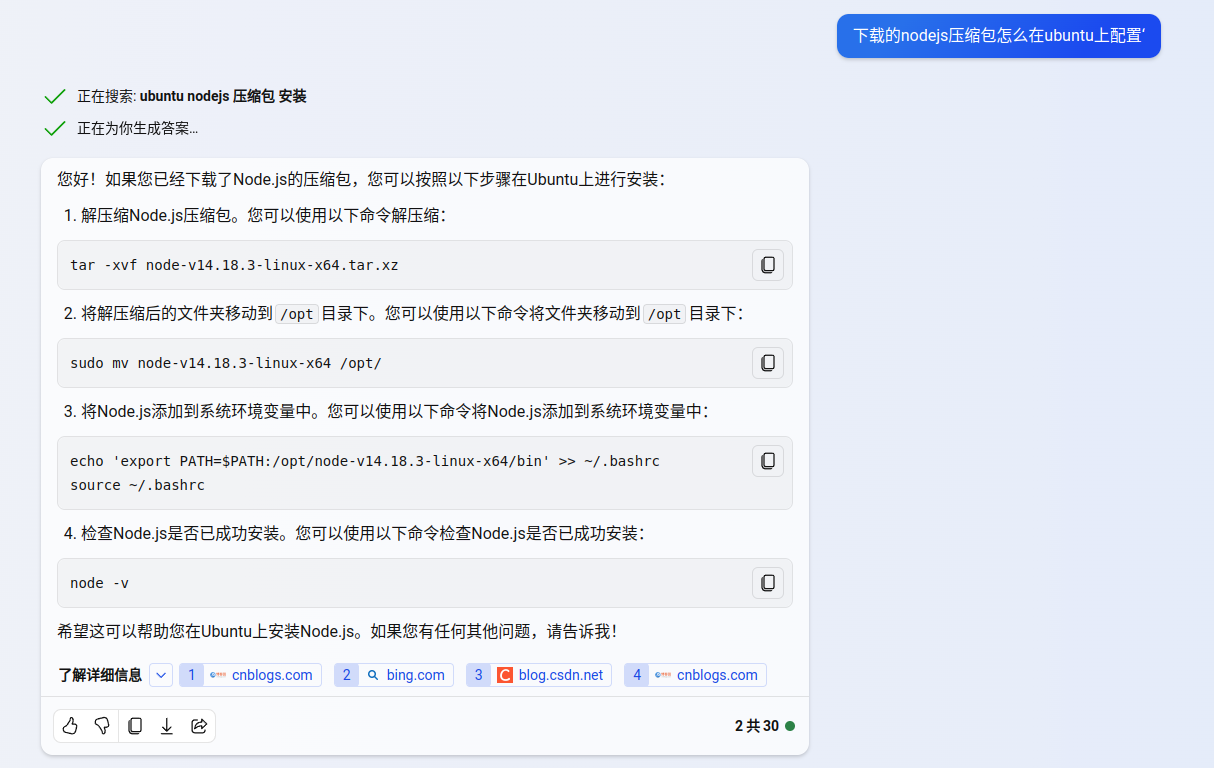 下载的nodejs压缩包怎么在ubuntu上配置‘
正在搜索: ubuntu nodejs 压缩包 安装
正在为你生成答案...
您好！如果您已经下载了Node.js的压缩包，您可以按照以下步骤在Ubuntu上进行安装：
1. 解压缩Node.js压缩包。您可以使用以下命令解压缩：
tar -xvf node-v14.18.3-linux-x64.tar.xz
2. 将解压缩后的文件夹移动到 /opt 目录下。您可以使用以下命令将文件夹移动到 /opt 目录下：
sudo mv node-v14.18.3-linux-x64 /opt/
3. 将Node.js添加到系统环境变量中。您可以使用以下命令将Node.js添加到系统环境变量中：
echo 'export PATH=$PATH:/opt/node-v14.18.3-linux-x64/bin' >> ~/.bashrc
source ~/.bashrc
4. 检查Node.js是否已成功安装。您可以使用以下命令检查Node.js是否已成功安装：
node -v
希望这可以帮助您在Ubuntu上安装Node.js。如果您有任何其他问题，请告诉我！
了解详细信息 1 cnblogs.com 2 bing.com 3 C blog.csdn.net 4 cnblogs.com
2 共 30